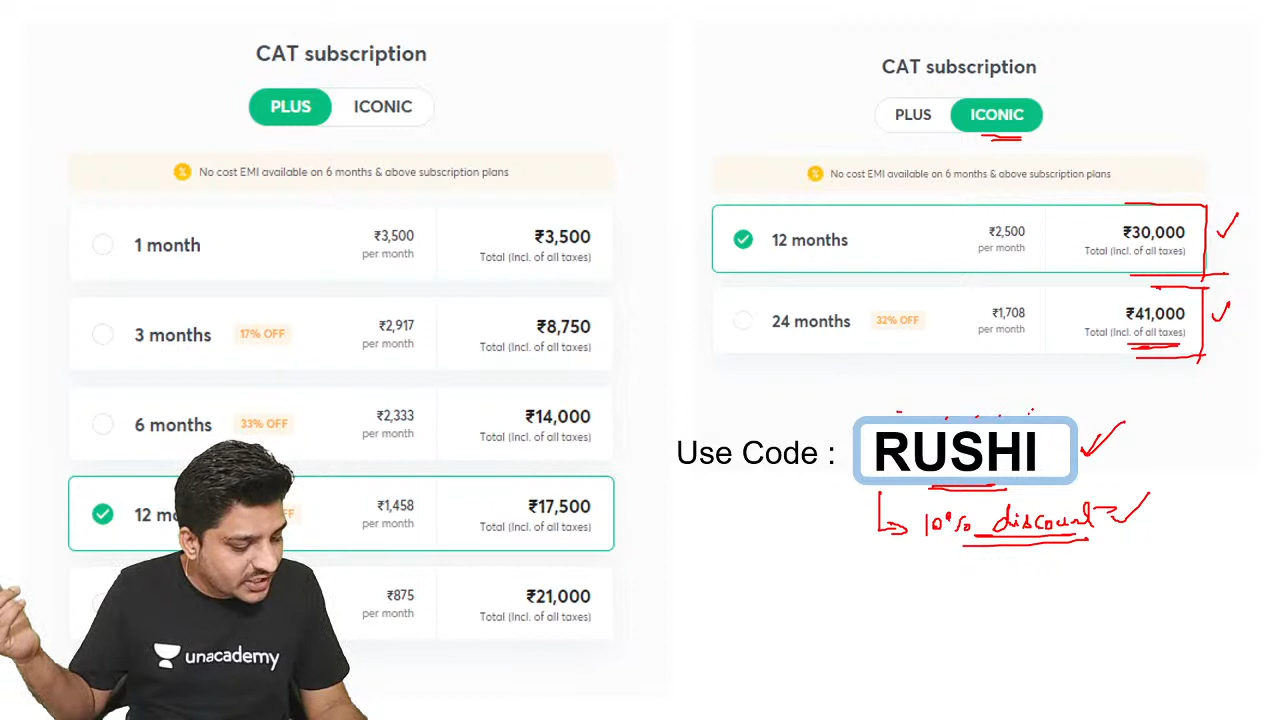 CAT subscription
PLUS ICONIC
No cost EMI available on 6 months & above subscription plans
1 month ₹3,500 per month ₹3,500 Total (Incl. of all taxes)
3 months 17% OFF ₹2,917 per month ₹8,750 Total (Incl. of all taxes)
6 months 33% OFF ₹2,333 per month ₹14,000 Total (Incl. of all taxes)
12 ₹1,458 per month ₹17,500 Total (Incl. of all taxes)
₹875 per month ₹21,000 Total (Incl. of all taxes)
unacademy
CAT subscription
PLUS ICONIC
No cost EMI available on 6 months & above subscription plans
12 months ₹2,500 per month ₹30,000 Total (Incl. of all taxes)
24 months 32% OFF ₹1,708 per month ₹41,000 Total (Incl. of all taxes)
Use Code : RUSHI
10% discount